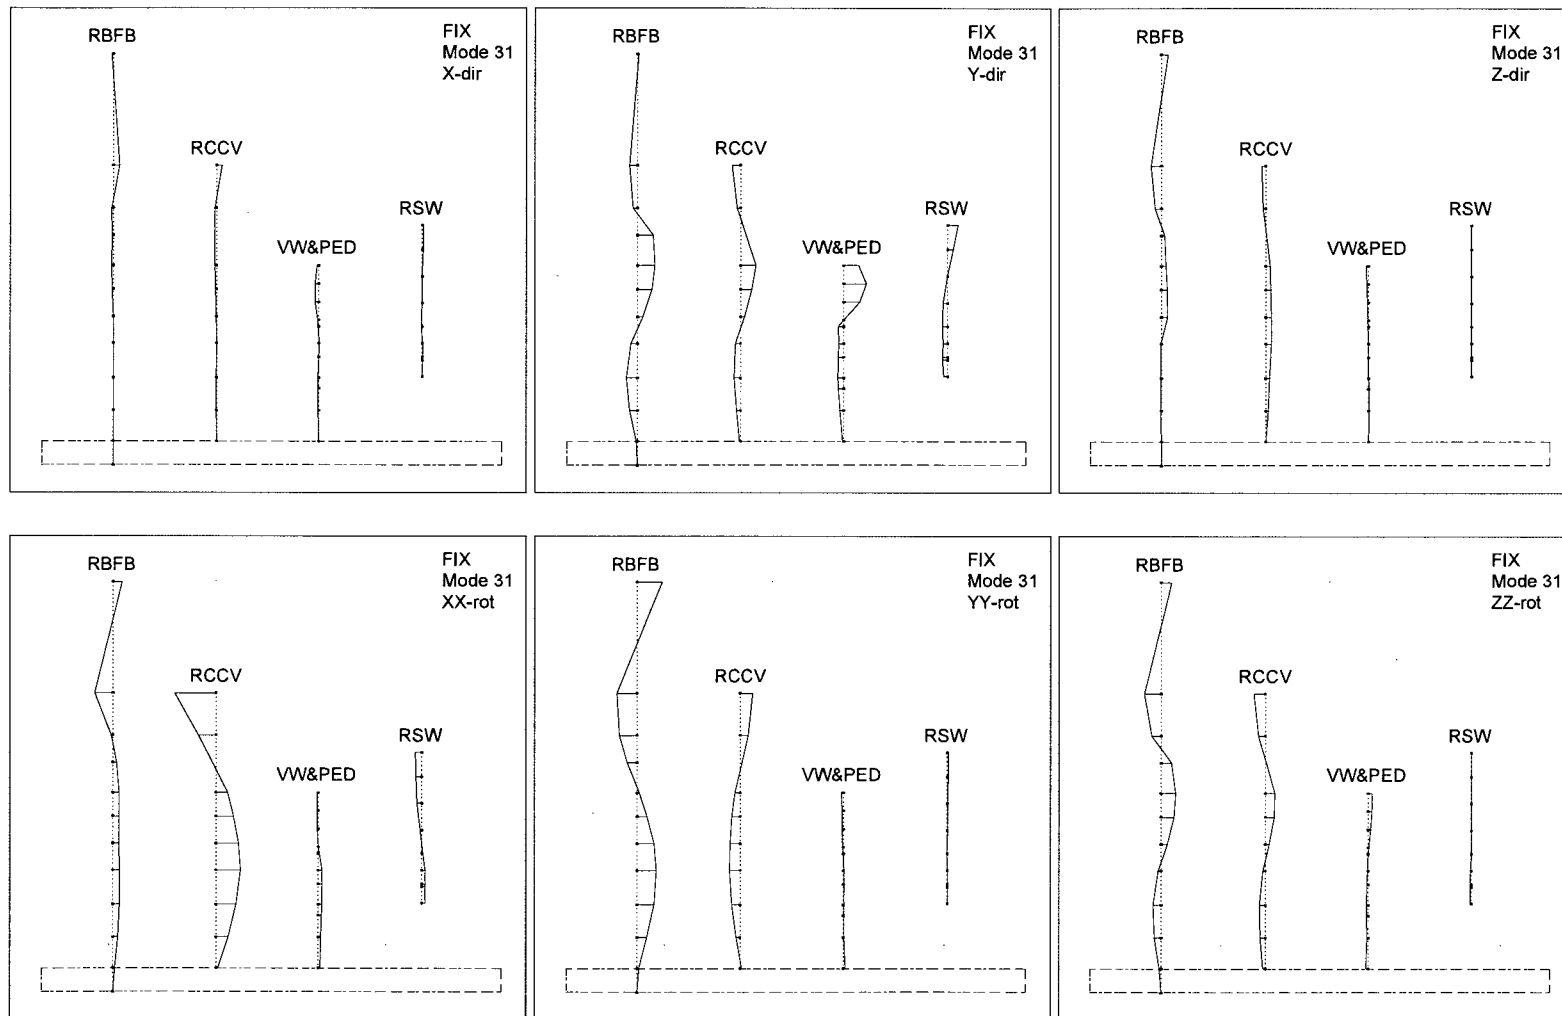 RBFB
FIX
Mode 31
X-dir
RCCV
RSW
VW&PED
RBFB
FIX
Mode 31
Y-dir
RCCV
RSW
VW&PED
RBFB
FIX
Mode 31
Z-dir
RCCV
RSW
VW&PED
RBFB
FIX
Mode 31
XX-rot
RCCV
RSW
VW&PED
RBFB
FIX
Mode 31
YY-rot
RCCV
RSW
VW&PED
RBFB
FIX
Mode 31
ZZ-rot
RCCV
RSW
VW&PED